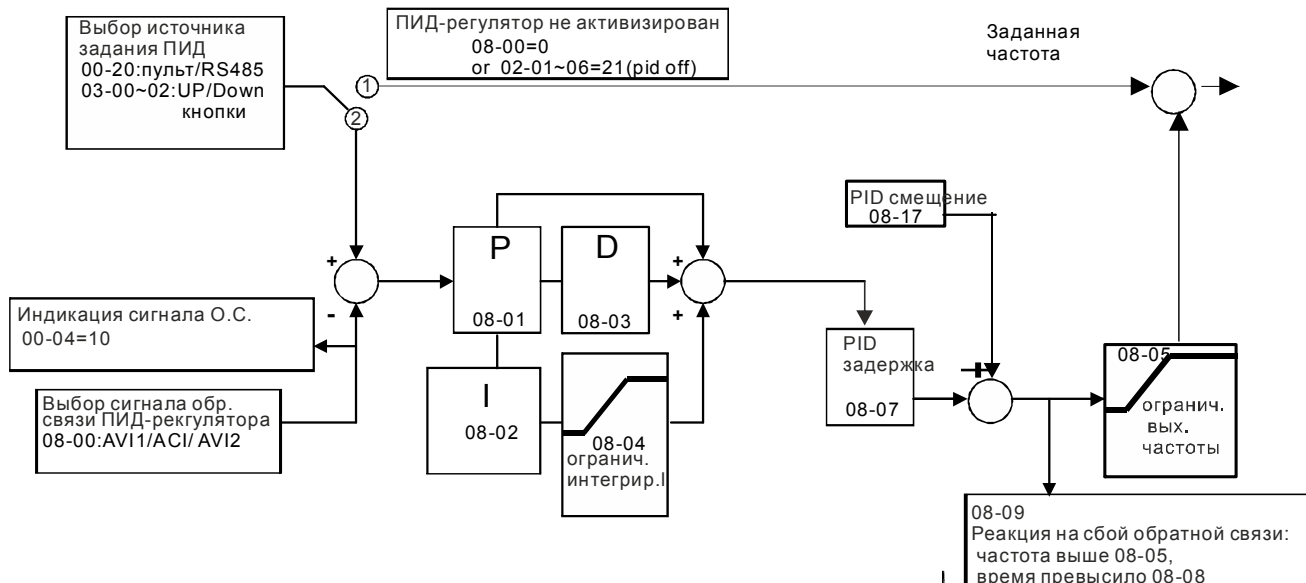 Выбор источника
задания ПИД
00-20:пульт/RS485
03-00~02:UP/Down
кнопки
ПИД-регулятор не активизирован
08-00=0
or 02-01~06=21(pid off)
Заданная
частота
1
2
PID смещение
08-17
+
-
P
08-01
D
08-03
+
+
Индикация сигнала О.С.
00-04=10
I
08-02
08-04
огранич.
интегрир.I
PID
задержка
08-07
+
08-05
огранич.
вых.
частоты
Выбор сигнала обр.
связи ПИД-рекгулятора
08-00:AVI1/ACI/ AVI2
08-09
Реакция на сбой обратной связи:
частота выше 08-05,
время превысило 08-08